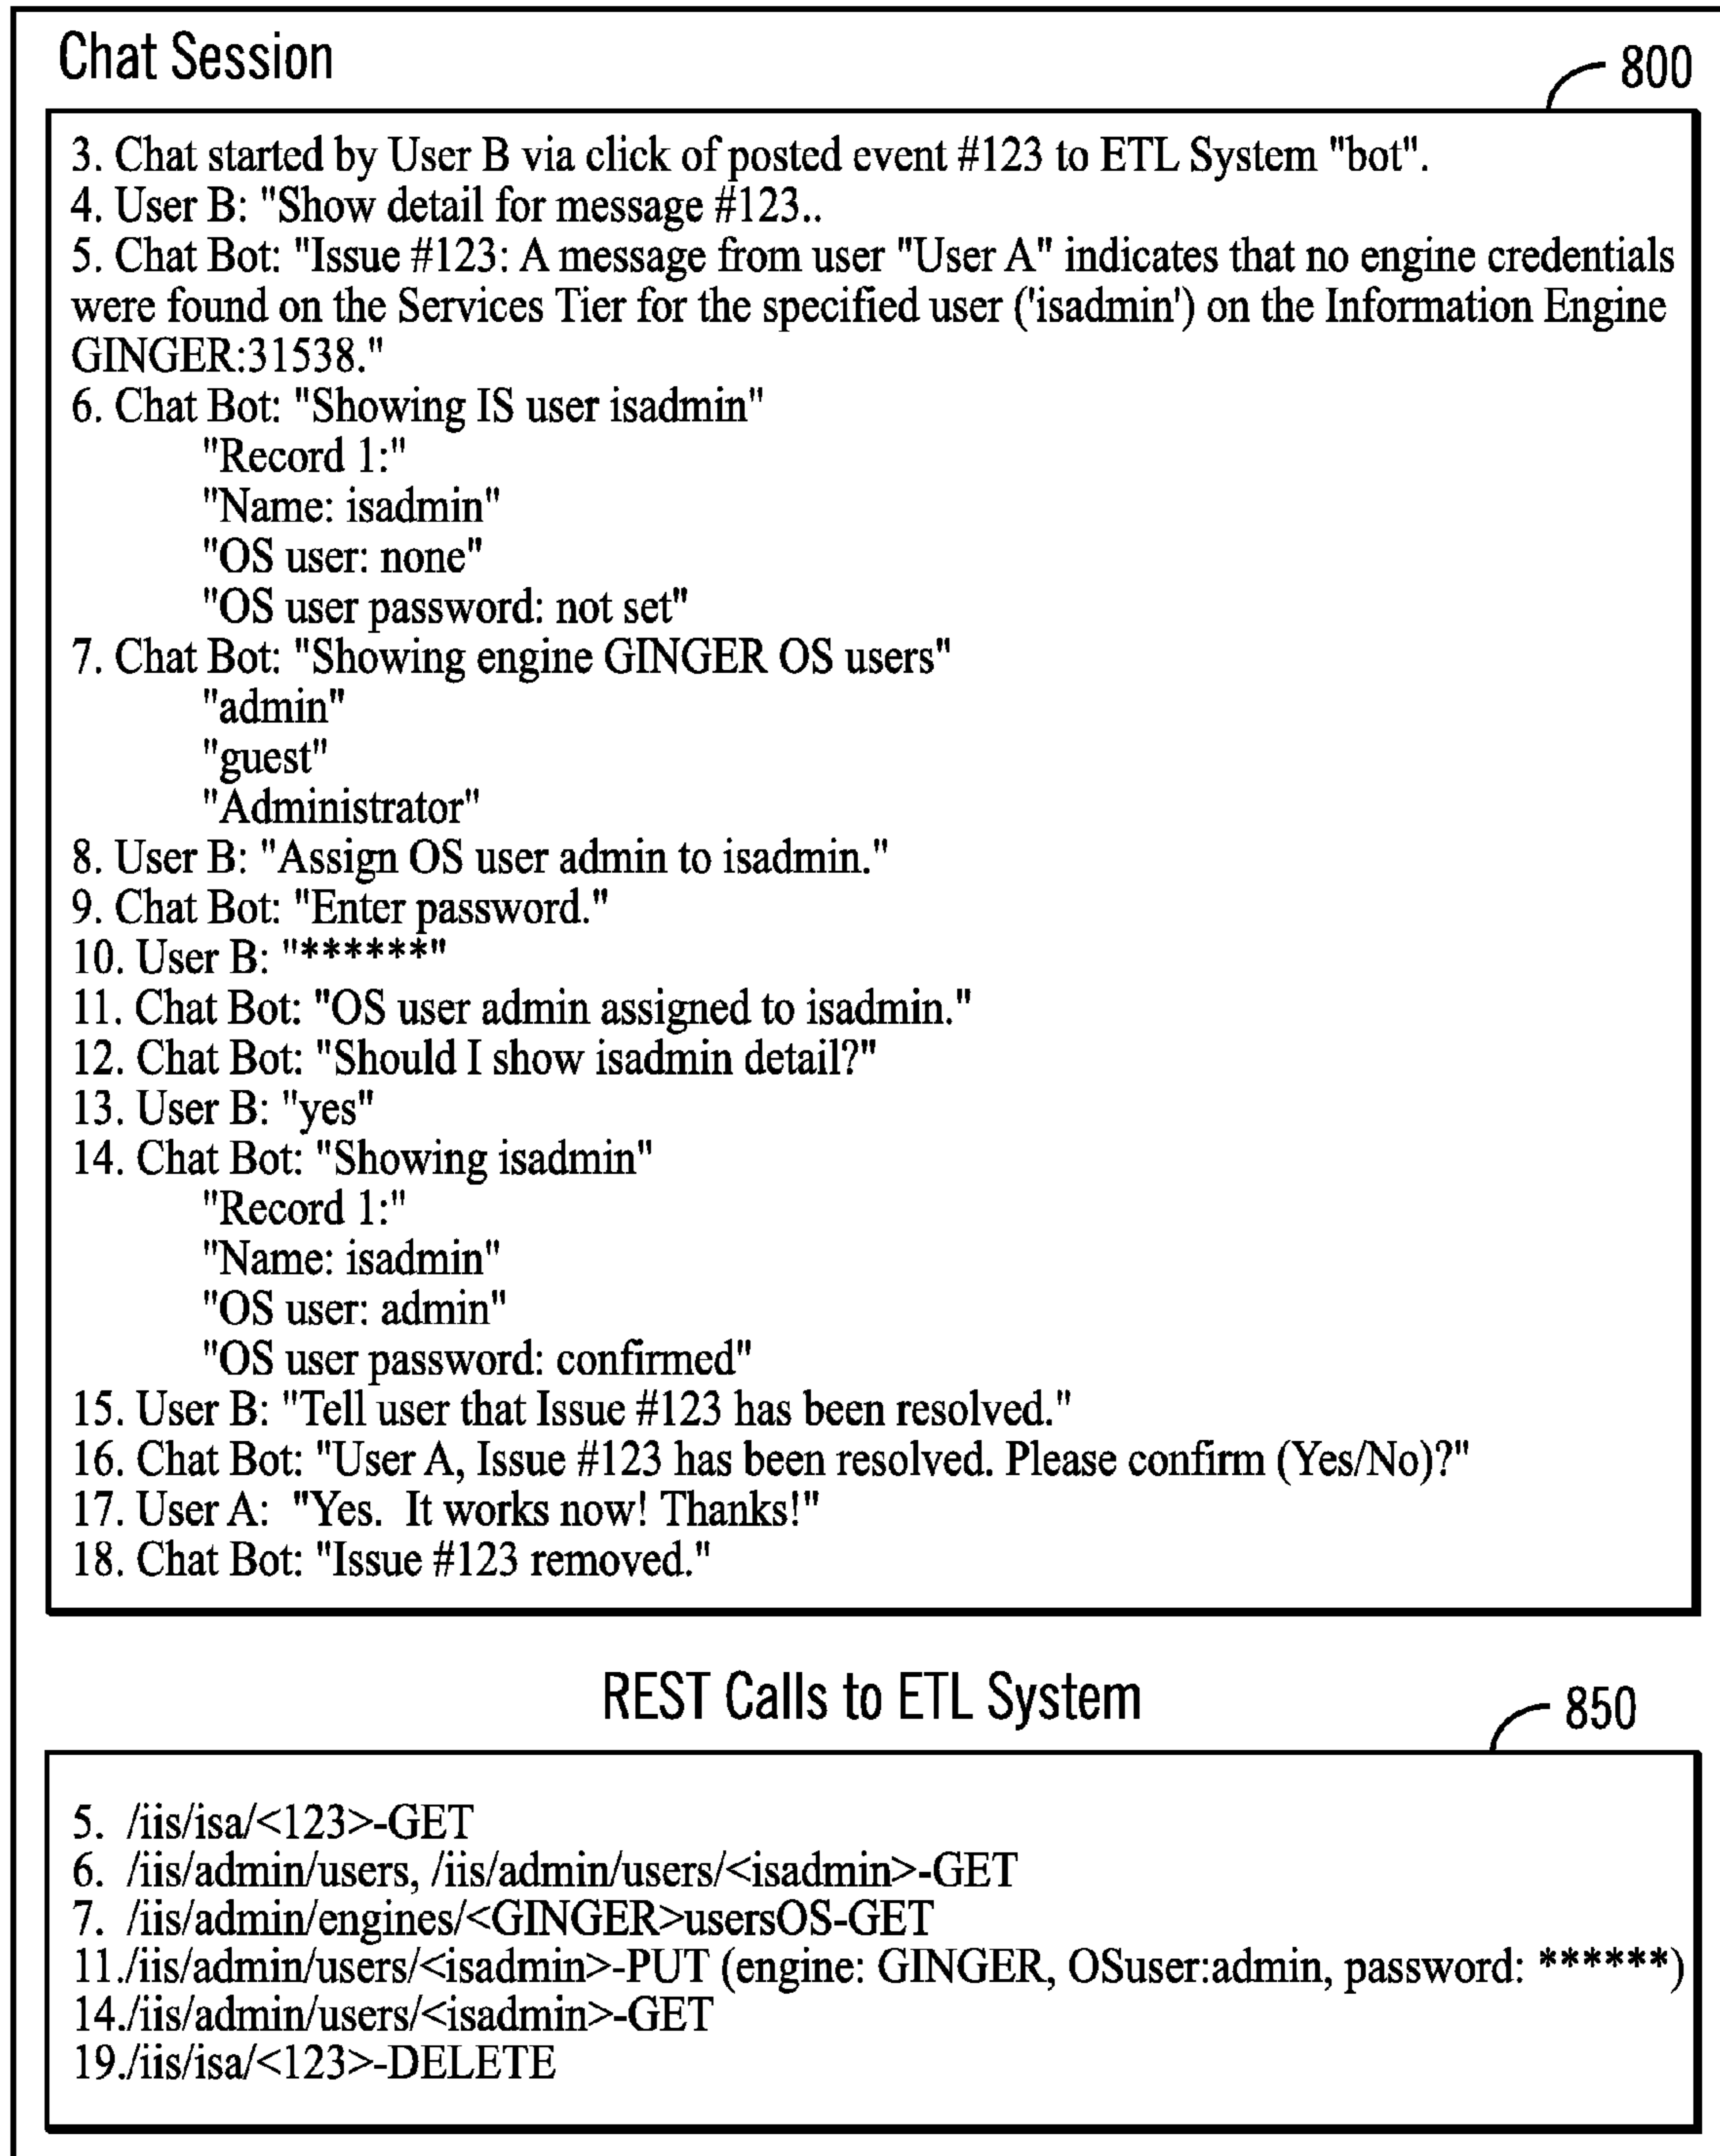 Chat Session
800
3. Chat started by User B via click of posted event #123 to ETL System "bot".
4. User B: "Show detail for message #123..
5. Chat Bot: "Issue #123: A message from user "User A" indicates that no engine credentials
were found on the Services Tier for the specified user ('isadmin') on the Information Engine
GINGER:31538."
6. Chat Bot: "Showing IS user isadmin"
"Record 1:"
"Name: isadmin"
"OS user: none"
"OS user password: not set"
7. Chat Bot: "Showing engine GINGER OS users"
"admin"
"guest"
"Administrator"
8. User B: "Assign OS user admin to isadmin."
9. Chat Bot: "Enter password."
10. User B: "******"
11. Chat Bot: "OS user admin assigned to isadmin."
12. Chat Bot: "Should I show isadmin detail?"
13. User B: "yes"
14. Chat Bot: "Showing isadmin"
"Record 1:"
"Name: isadmin"
"OS user: admin"
"OS user password: confirmed"
15. User B: "Tell user that Issue #123 has been resolved."
16. Chat Bot: "User A, Issue #123 has been resolved. Please confirm (Yes/No)?"
17. User A: "Yes. It works now! Thanks!"
18. Chat Bot: "Issue #123 removed."
REST Calls to ETL System
850
5. /iis/isa/<123>-GET
6. /iis/admin/users, /iis/admin/users/<isadmin>-GET
7. /iis/admin/engines/<GINGER>usersOS-GET
11./iis/admin/users/<isadmin>-PUT (engine: GINGER, OSuser:admin, password: ******)
14./iis/admin/users/<isadmin>-GET
19./iis/isa/<123>-DELETE